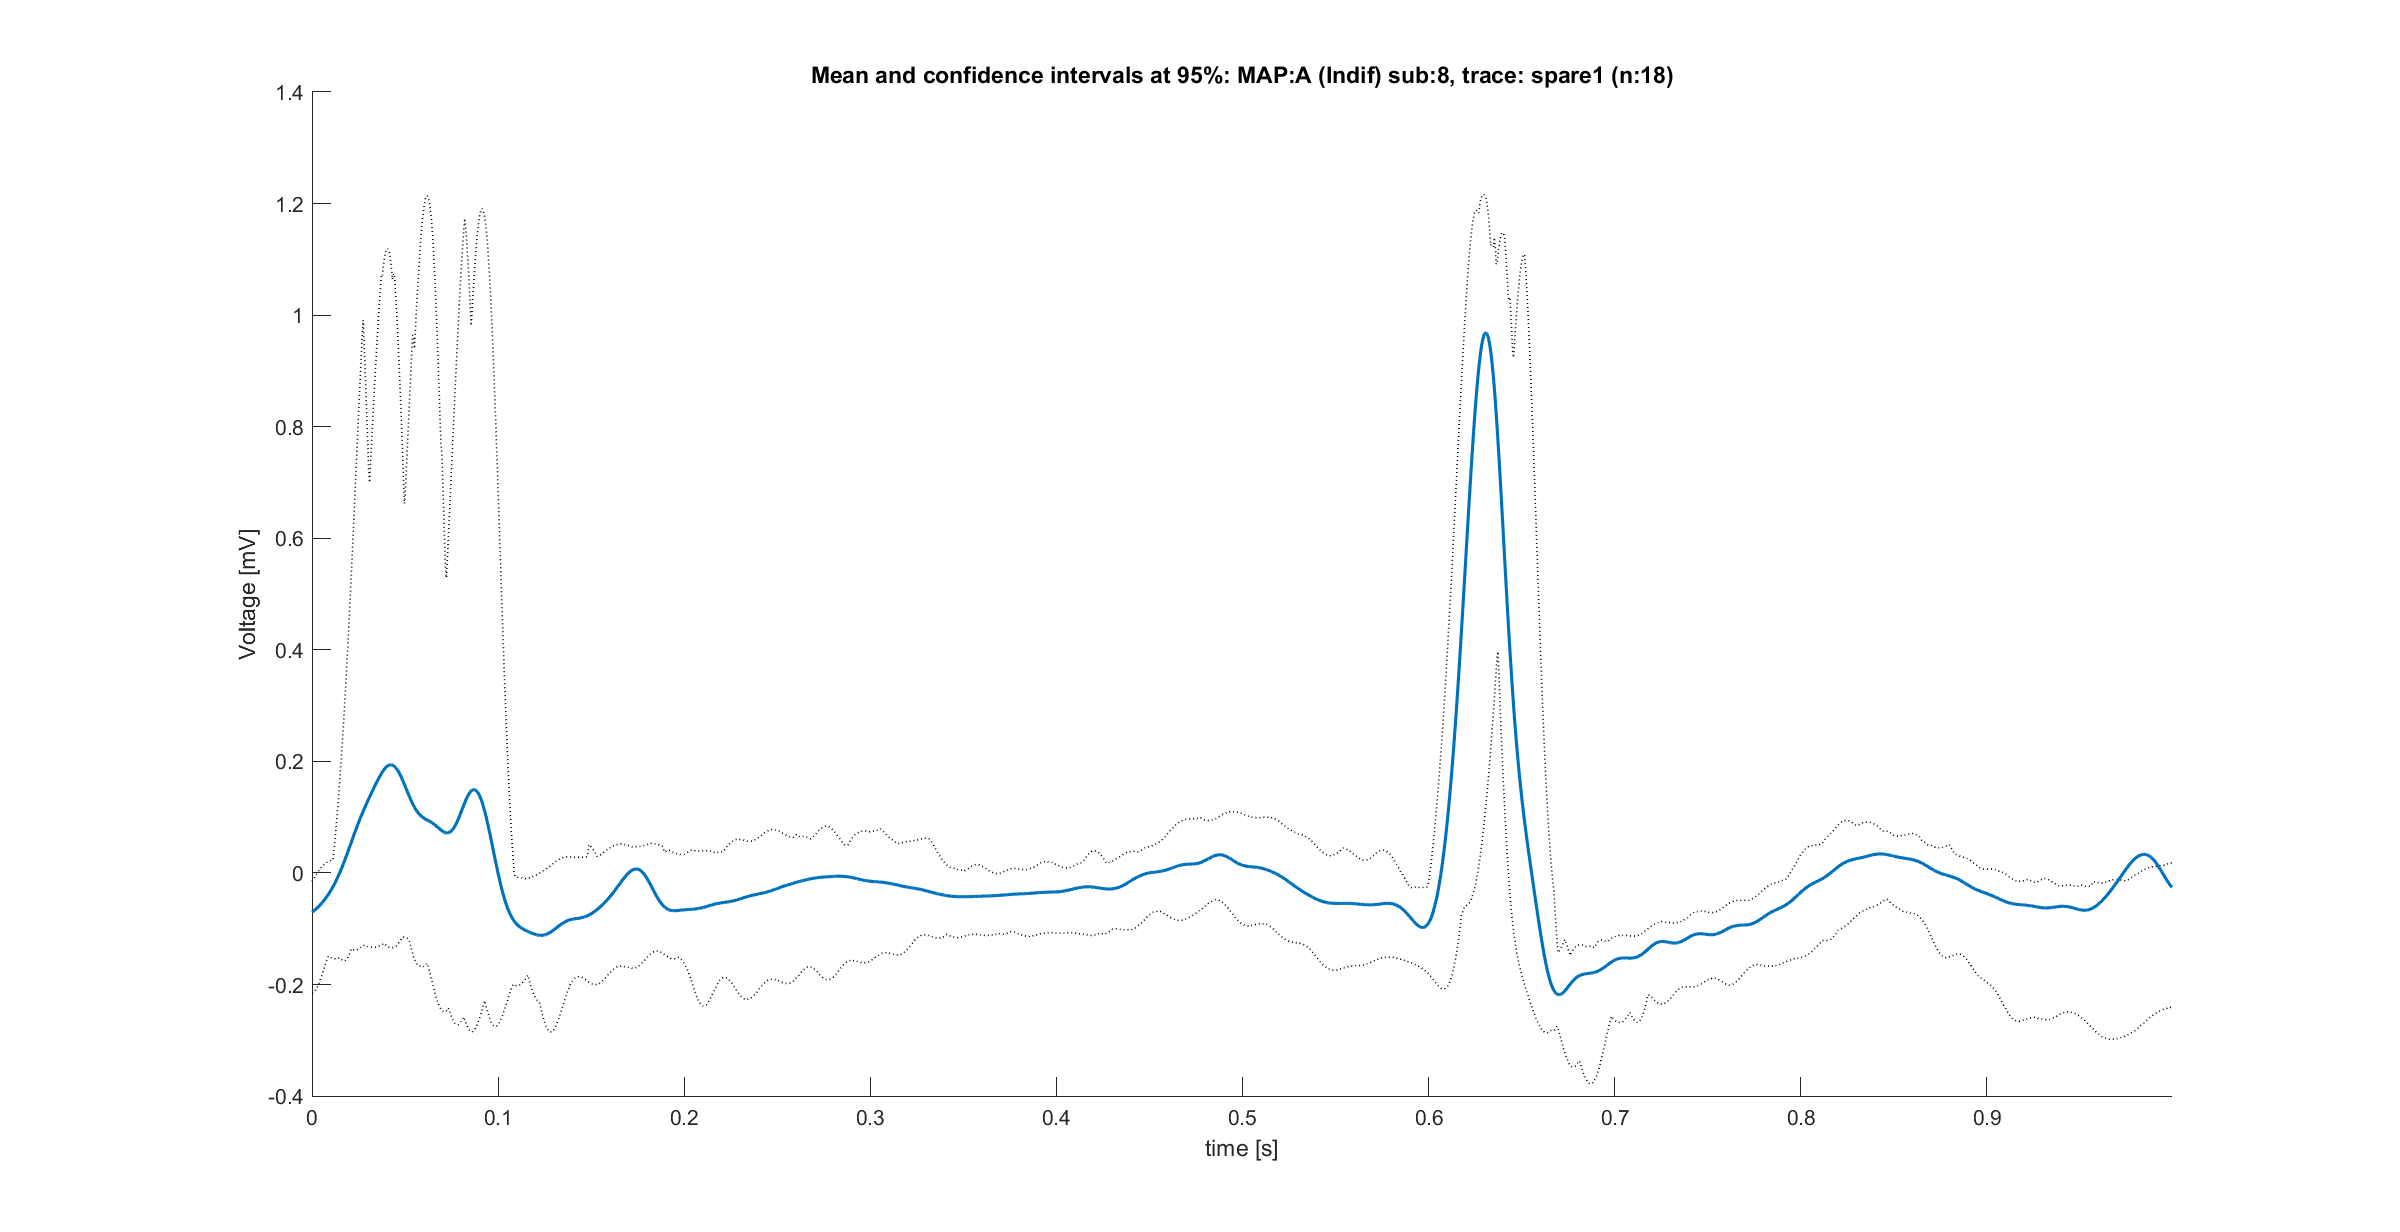 Mean and confidence intervals at 95%: MAP:A (Indif) sub:8, trace: spare1 (n:18)
1.4
1.2
1
0.8
0.6
0.4
0.2
0
-0.2
-0.4
Voltage [mV]
0 0.1 0.2 0.3 0.4 0.5 0.6 0.7 0.8 0.9
time [s]